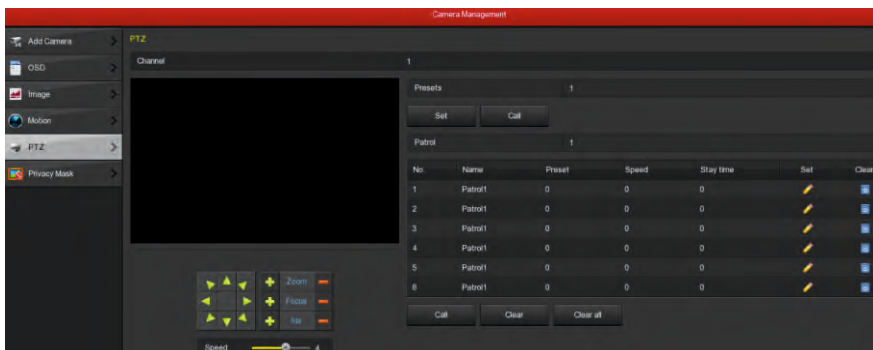 Camera Management
Add Camera
OSD
Image
Motion
PTZ
Privacy Mask
PTZ
Channel 1
Presets 1
Set Call
Patrol 1
No. Name Preset Speed Stay time Set Clear
1 Patrol1 0 0 0
2 Patrol1 0 0 0
3 Patrol1 0 0 0
4 Patrol1 0 0 0
5 Patrol1 0 0 0
6 Patrol1 0 0 0
Call Clear Clear all
Zoom
Focus
Iris
Speed 4